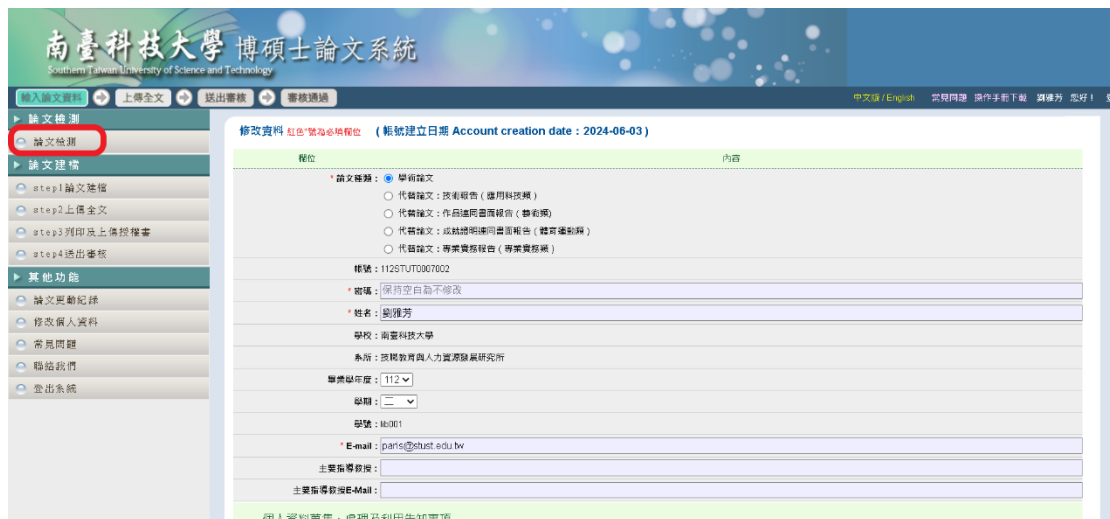 南臺科技大學 博碩士論文系統
Southern Taiwan University of Science and Technology
輸入論文資料 上傳全文 送出審核 審核通過
中文版/English 常見問題 操作手冊下載 劉雅芳 您好！
論文檢測
論文檢測
論文建檔
step1論文建檔
step2上傳全文
step3列印及上傳授權書
step4送出審核
其他功能
論文更動紀錄
修改個人資料
常見問題
聯絡我們
登出系統
修改資料 紅色*號為必填欄位 (帳號建立日期 Account creation date：2024-06-03)
欄位 內容
*論文種類： 學術論文
代替論文：技術報告(應用科技類)
代替論文：作品連同書面報告(藝術類)
代替論文：成就證明連同書面報告(體育運動類)
代替論文：專業實務報告(專業實務類)
帳號：112STUT0007002
*密碼：保持空白為不修改
*姓名：劉雅芳
學校：南臺科技大學
系所：技職教育與人力資源發展研究所
畢業學年度：112
學期：二
學號：lib001
*E-mail：paris@stust.edu.tw
主要指導教授：
主要指導教授E-Mail：
個人資料蒐集、處理及利用告知事項